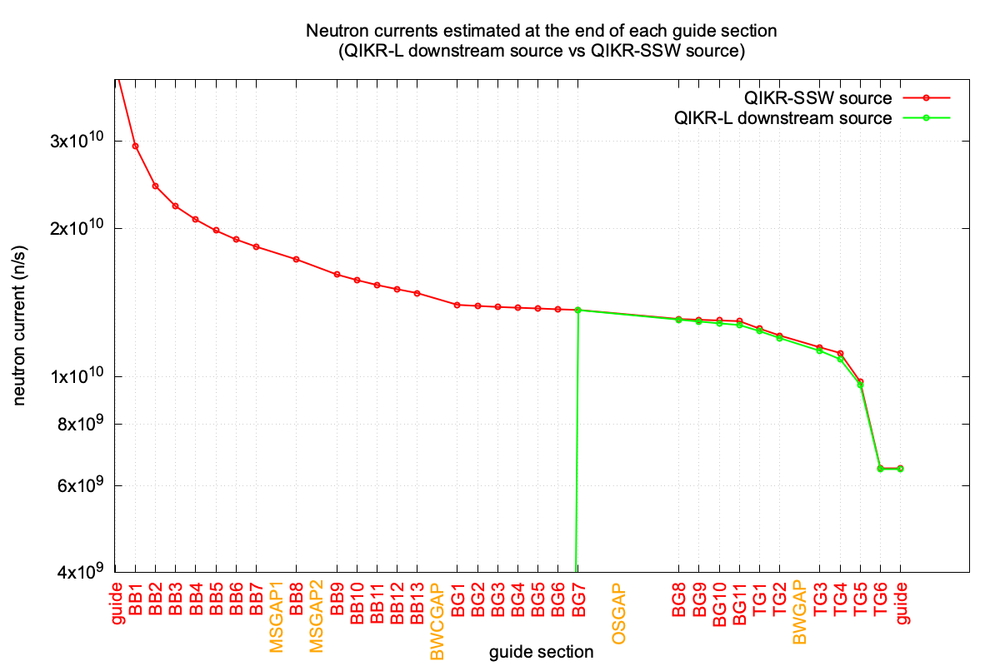 Neutron currents estimated at the end of each guide section
(QIKR-L downstream source vs QIKR-SSW source)
QIKR-SSW source
QIKR-L downstream source
neutron current (n/s)
3x10¹⁰
2x10¹⁰
1x10¹⁰
8x10⁹
6x10⁹
4x10⁹
guide
BB1
BB2
BB3
BB4
BB5
BB6
BB7
MSGAP1
BB8
MSGAP2
BB9
BB10
BB11
BB12
BB13
BWCGAP
BG1
BG2
BG3
BG4
BG5
BG6
BG7
OSGAP
BG8
BG9
BG10
BG11
TG1
TG2
BWGAP
TG3
TG4
TG5
TG6
guide
guide section